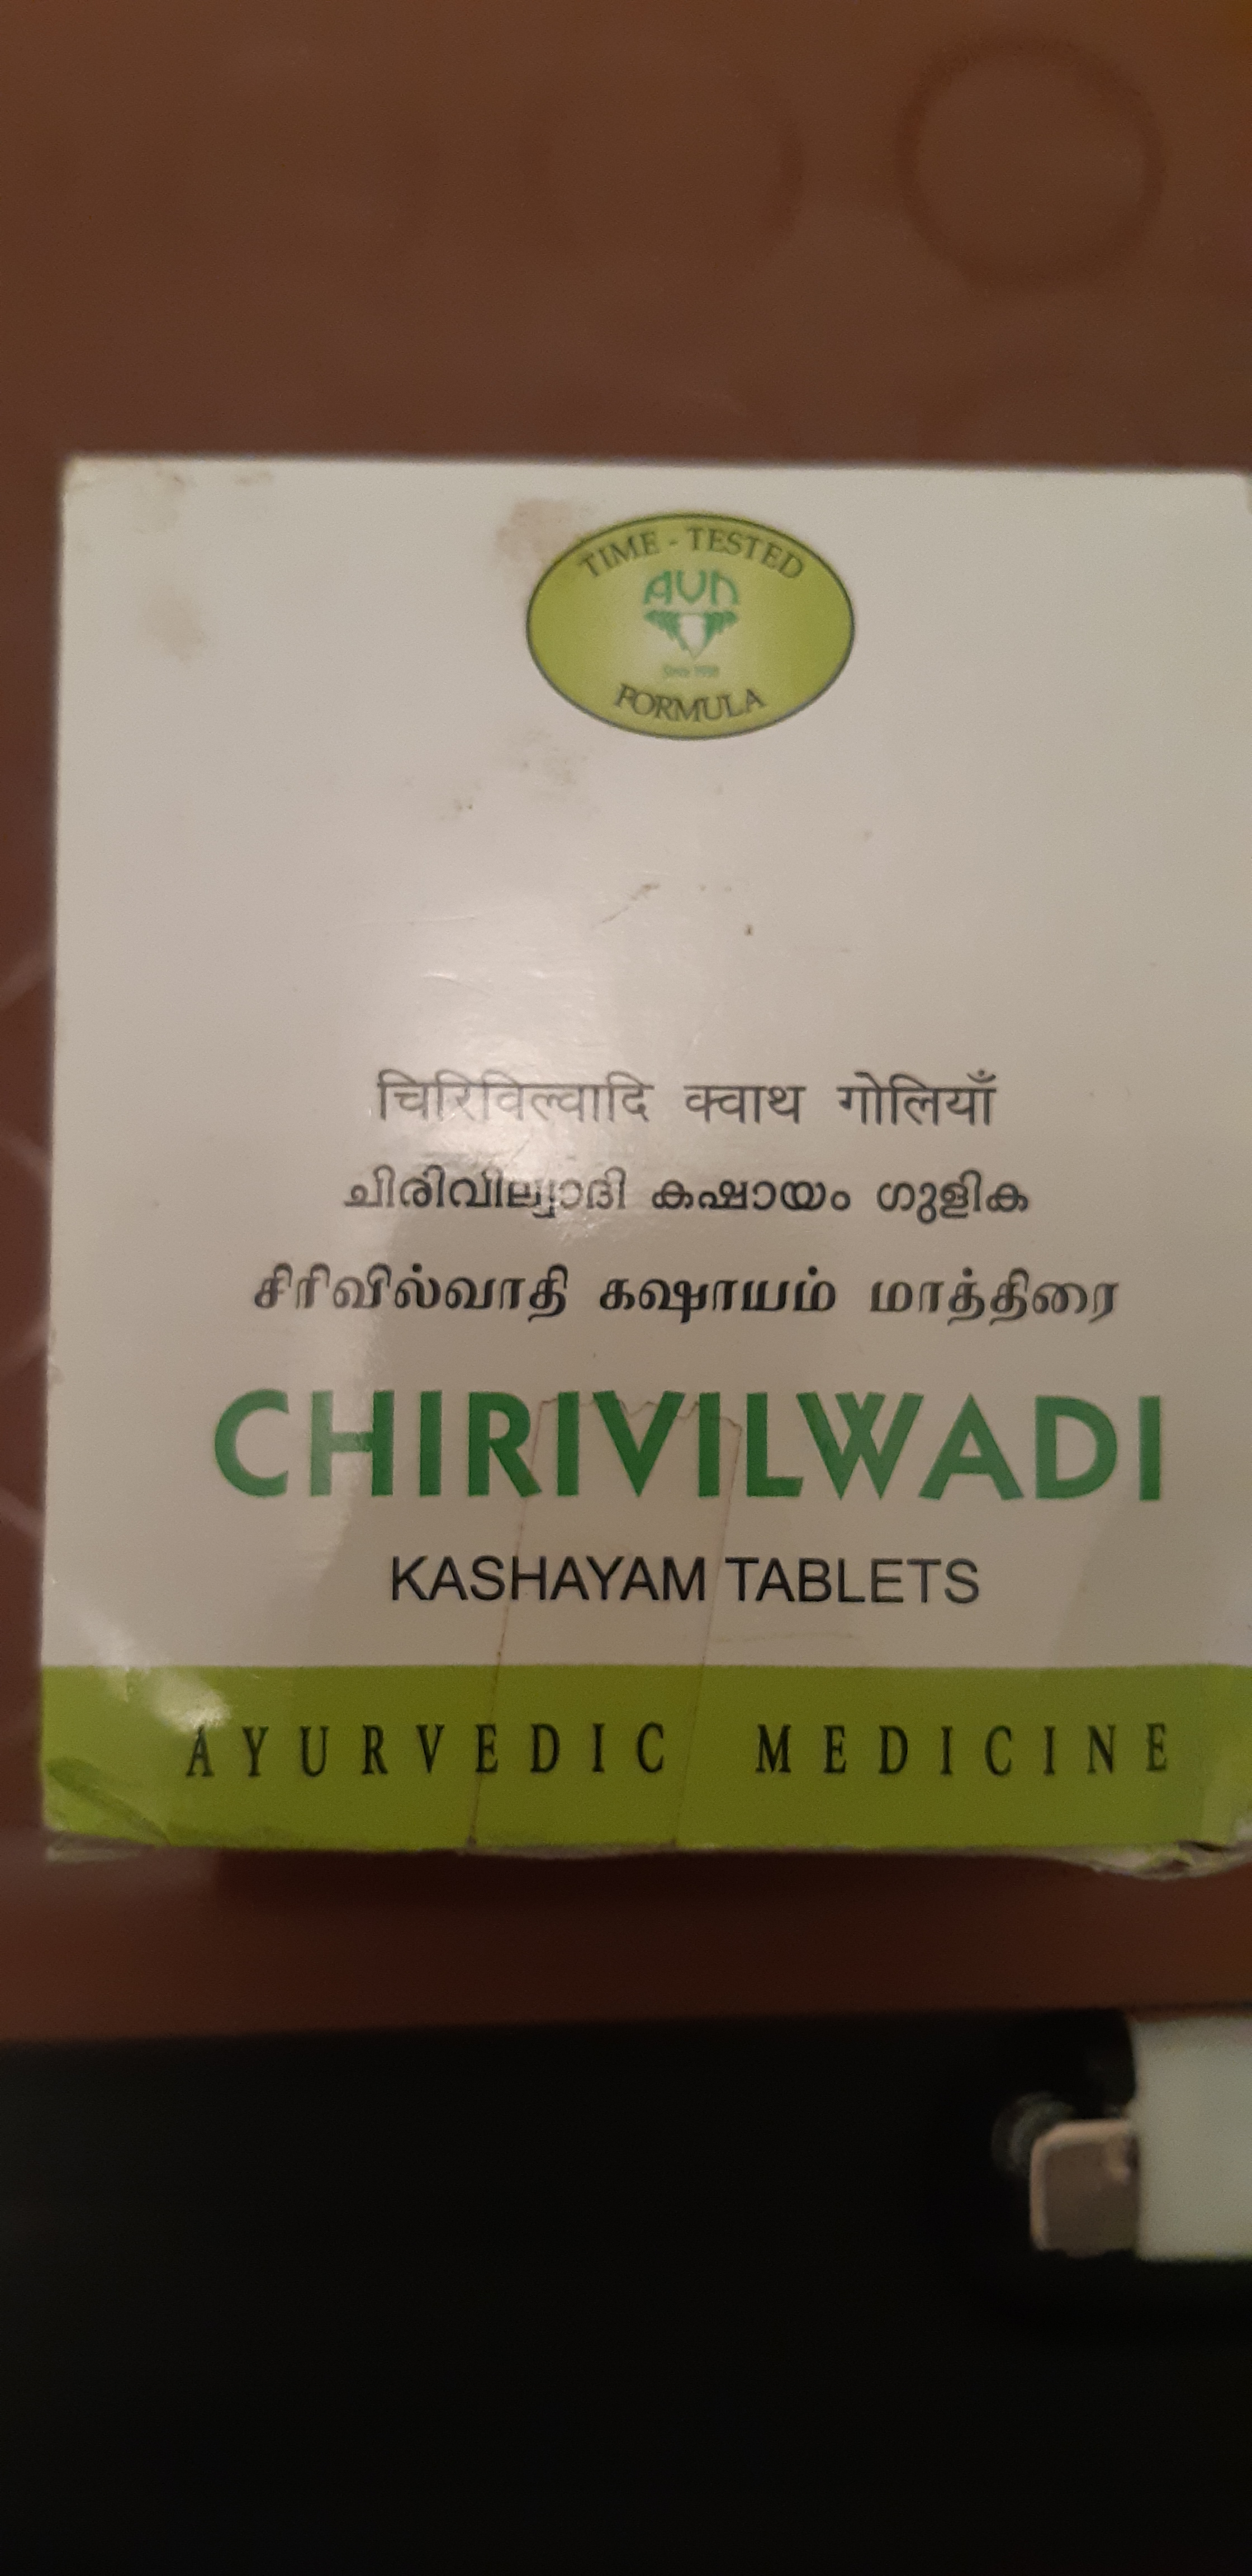 TIME - TESTED
AVN
FORMULA
चिरिविल्वादि क्वाथ गोलियाँ
ചിരിവില്വാദി കഷായം ഗുളിക
சிரிவில்வாதி கஷாயம் மாத்திரை
CHIRIVILWADI
KASHAYAM TABLETS
AYURVEDIC MEDICINE